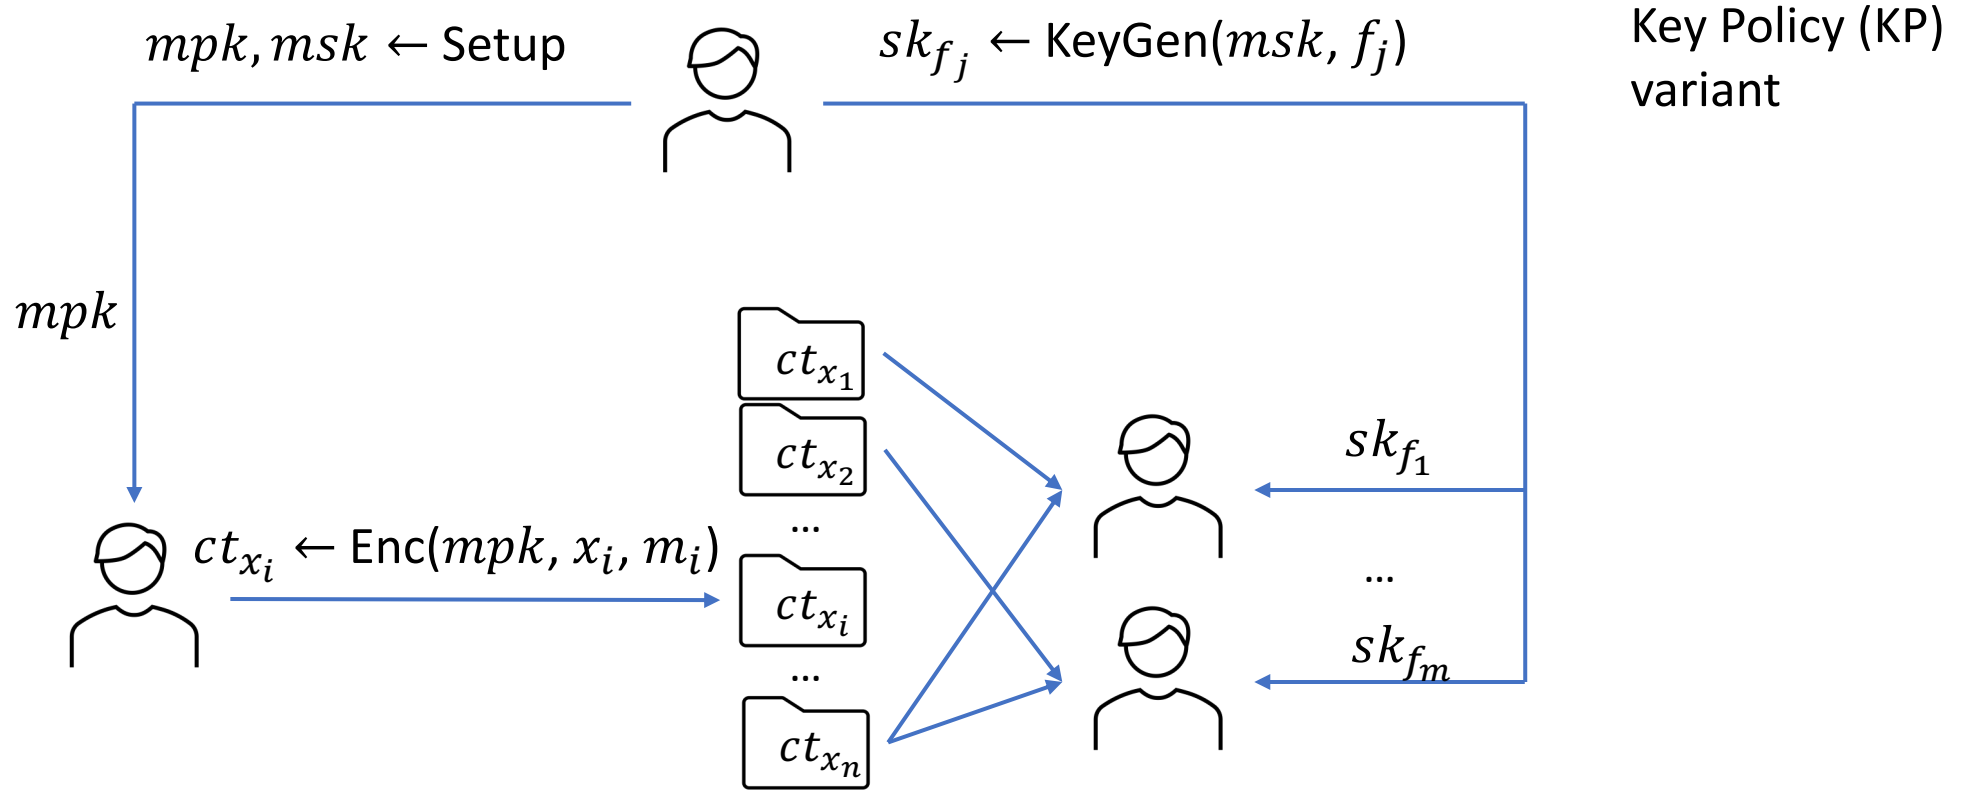 mpk, msk ← Setup
sk_{f_j} ← KeyGen(msk, f_j)
Key Policy (KP)
variant
mpk
ct_{x_1}
ct_{x_2}
...
ct_{x_i} ← Enc(mpk, x_i, m_i)
ct_{x_i}
...
ct_{x_n}
sk_{f_1}
...
sk_{f_m}